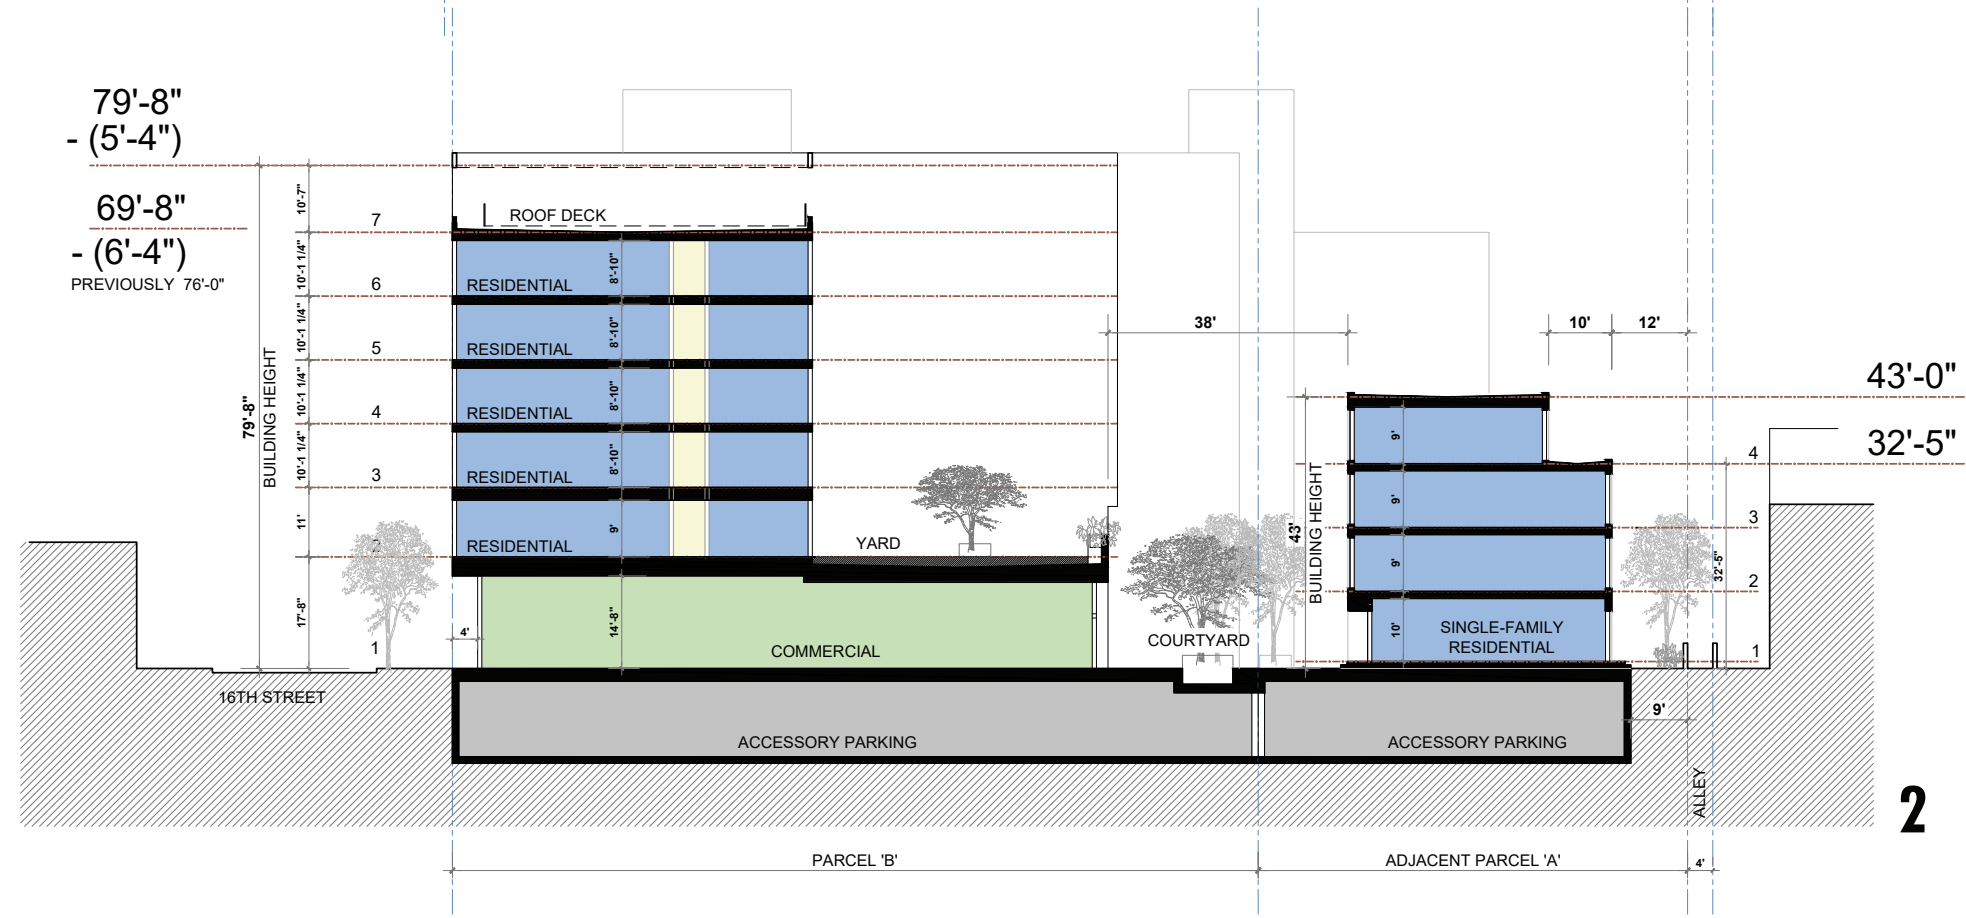 79'-8"
- (5'-4")
69'-8"
- (6'-4")
PREVIOUSLY 76'-0"
79'-8"
BUILDING HEIGHT
10'-7"
10'-1 1/4"
10'-1 1/4"
10'-1 1/4"
10'-1 1/4"
11'
17'-8"
7
6
5
4
3
2
1
16TH STREET
ROOF DECK
RESIDENTIAL
8'-10"
RESIDENTIAL
8'-10"
RESIDENTIAL
8'-10"
RESIDENTIAL
8'-10"
RESIDENTIAL
9'
YARD
4'
14'-8"
COMMERCIAL
COURTYARD
38'
10'
12'
43'-0"
32'-5"
43'
BUILDING HEIGHT
9'
9'
9'
10'
SINGLE-FAMILY
RESIDENTIAL
4
3
2
1
32'-5"
9'
ACCESSORY PARKING
ACCESSORY PARKING
ALLEY
2
PARCEL 'B'
ADJACENT PARCEL 'A'
4'